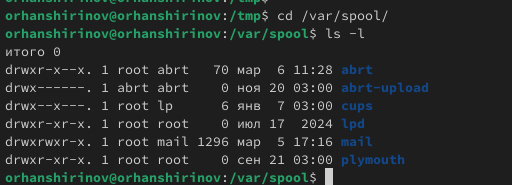 orhanshirinov@orhanshirinov:/tmp$
orhanshirinov@orhanshirinov:/tmp$ cd /var/spool/
orhanshirinov@orhanshirinov:/var/spool$ ls -l
итого 0
drwxr-x--x. 1 root abrt   70 мар  6 11:28 abrt
drwx------. 1 abrt abrt    0 ноя 20 03:00 abrt-upload
drwx--x---. 1 root lp      6 янв  7 03:00 cups
drwxr-xr-x. 1 root root    0 июл 17  2024 lpd
drwxrwxr-x. 1 root mail 1296 мар  5 17:16 mail
drwxr-xr-x. 1 root root    0 сен 21 03:00 plymouth
orhanshirinov@orhanshirinov:/var/spool$